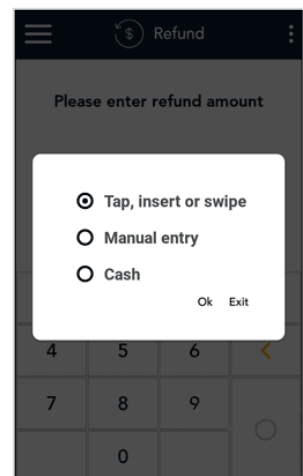 $ Refund
Please enter refund amount
Tap, insert or swipe
Manual entry
Cash
Ok Exit
4 5 6
7 8 9
0